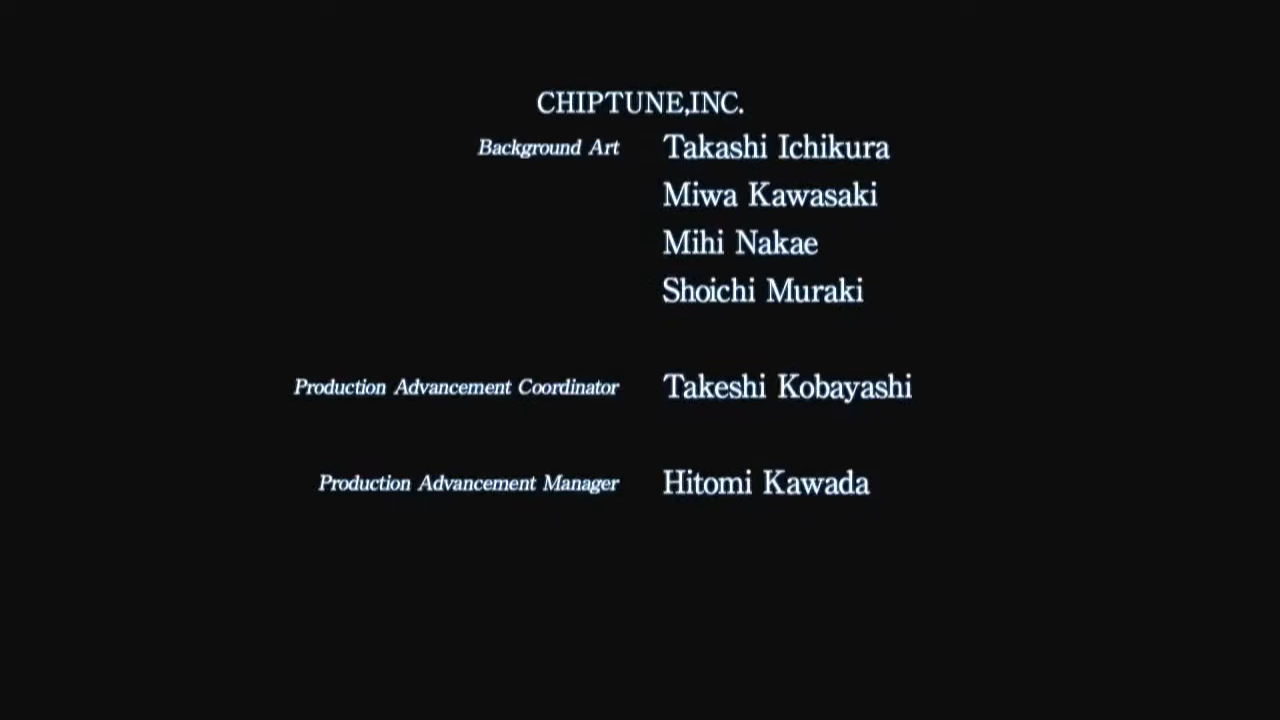 CHIPTUNE,INC.
Background Art Takashi Ichikura
Miwa Kawasaki
Mihi Nakae
Shoichi Muraki
Production Advancement Coordinator Takeshi Kobayashi
Production Advancement Manager Hitomi Kawada